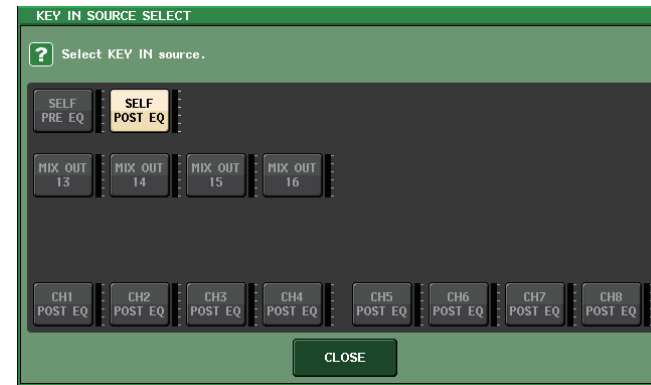 KEY IN SOURCE SELECT
? Select KEY IN source.
SELF
PRE EQ
SELF
POST EQ
MIX OUT
13
MIX OUT
14
MIX OUT
15
MIX OUT
16
CH1
POST EQ
CH2
POST EQ
CH3
POST EQ
CH4
POST EQ
CH5
POST EQ
CH6
POST EQ
CH7
POST EQ
CH8
POST EQ
CLOSE